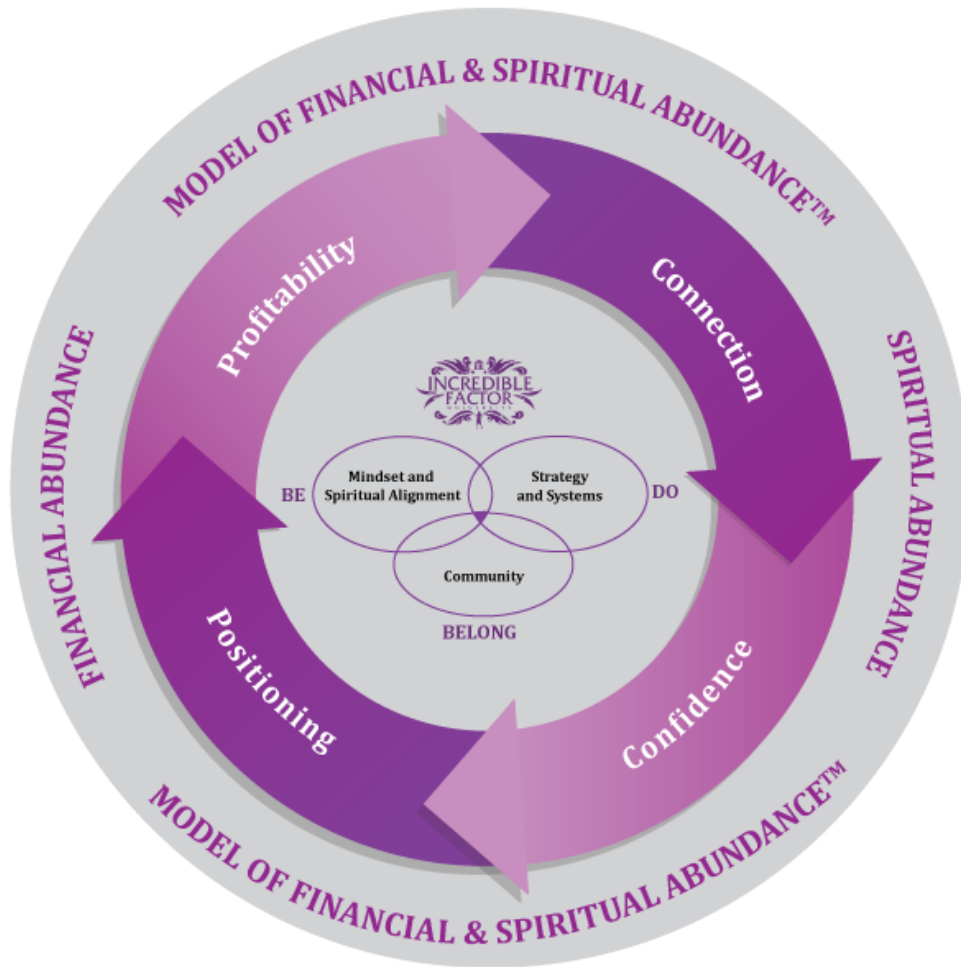 MODEL OF FINANCIAL & SPIRITUAL ABUNDANCE™
Profitability
Connection
FINANCIAL ABUNDANCE
SPIRITUAL ABUNDANCE
INCREDIBLE
FACTOR
UNIVERSITY
BE
Mindset and
Spiritual Alignment
Strategy
and Systems
DO
Community
BELONG
Positioning
Confidence
MODEL OF FINANCIAL & SPIRITUAL ABUNDANCE™